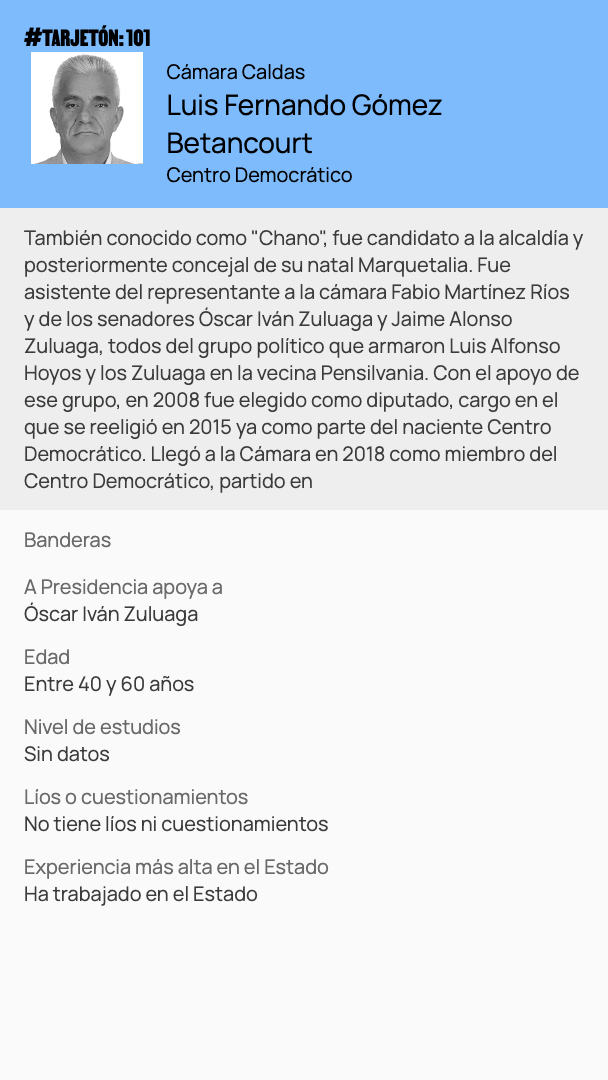 #TARJETÓN: 101
Cámara Caldas
Luis Fernando Gómez
Betancourt
Centro Democrático
También conocido como "Chano", fue candidato a la alcaldía y
posteriormente concejal de su natal Marquetalia. Fue
asistente del representante a la cámara Fabio Martínez Ríos
y de los senadores Óscar Iván Zuluaga y Jaime Alonso
Zuluaga, todos del grupo político que armaron Luis Alfonso
Hoyos y los Zuluaga en la vecina Pensilvania. Con el apoyo de
ese grupo, en 2008 fue elegido como diputado, cargo en el
que se reeligió en 2015 ya como parte del naciente Centro
Democrático. Llegó a la Cámara en 2018 como miembro del
Centro Democrático, partido en
Banderas
A Presidencia apoya a
Óscar Iván Zuluaga
Edad
Entre 40 y 60 años
Nivel de estudios
Sin datos
Líos o cuestionamientos
No tiene líos ni cuestionamientos
Experiencia más alta en el Estado
Ha trabajado en el Estado